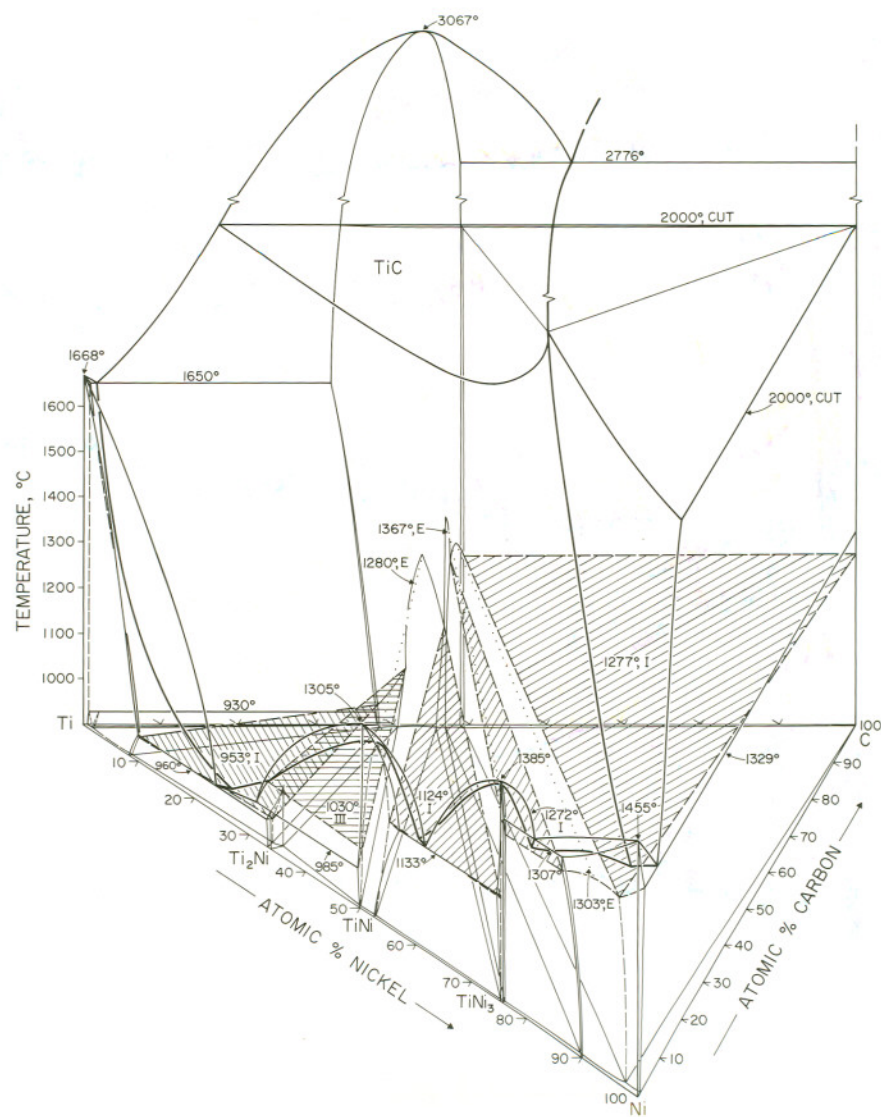 3067°
2776°
2000°, CUT
TiC
1668°
1650°
2000°, CUT
1600
1500
1400
1300
1200
1100
1000
TEMPERATURE, °C
1367°, E
1280°, E
1277°, I
930°
1305°
Ti
100
C
953°, I
960°
10
20
30
40
50
60
70
80
90
100
1385°
1329°
1124°
I
1272°
I
1455°
1030°
III
985°
1133°
1307°
1303°, E
Ti₂Ni
TiNi
TiNi₃
Ni
ATOMIC % NICKEL
ATOMIC % CARBON
90
80
70
60
50
40
30
20
10